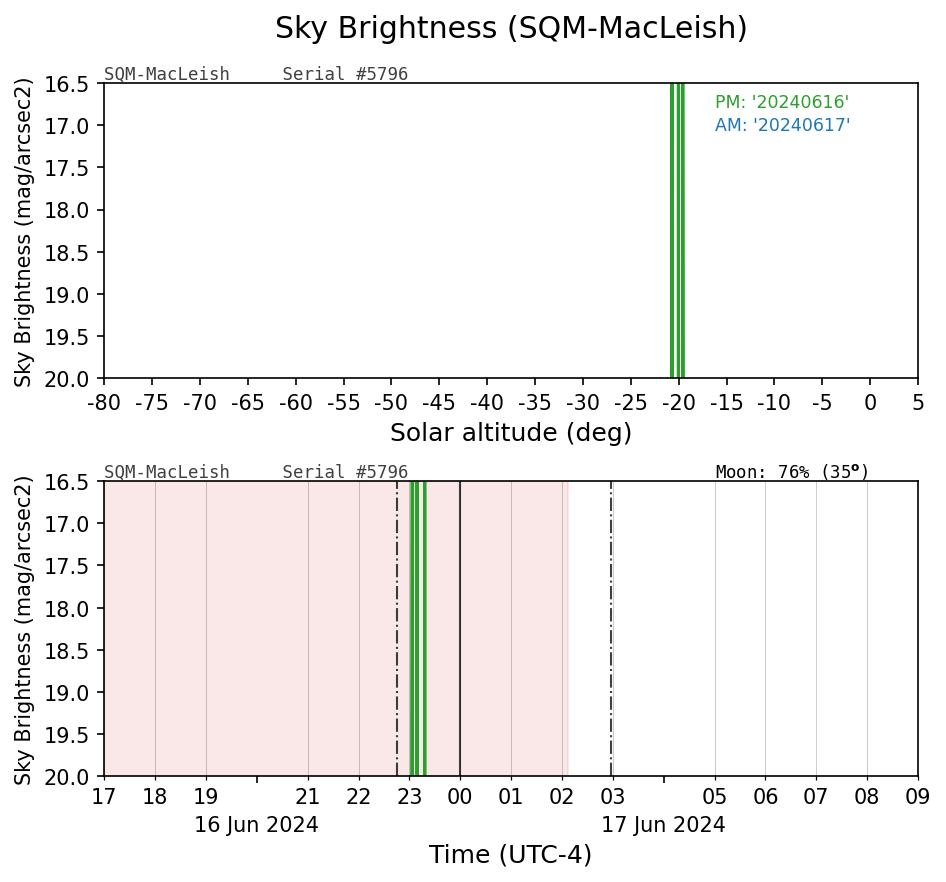 Sky Brightness (SQM-MacLeish)
SQM-MacLeish     Serial #5796
PM: '20240616'
AM: '20240617'
Sky Brightness (mag/arcsec2)
16.5
17.0
17.5
18.0
18.5
19.0
19.5
20.0
-80 -75 -70 -65 -60 -55 -50 -45 -40 -35 -30 -25 -20 -15 -10 -5 0 5
Solar altitude (deg)
SQM-MacLeish     Serial #5796     Moon: 76% (35º)
Sky Brightness (mag/arcsec2)
16.5
17.0
17.5
18.0
18.5
19.0
19.5
20.0
17 18 19 21 22 23 00 01 02 03 05 06 07 08 09
16 Jun 2024 17 Jun 2024
Time (UTC-4)